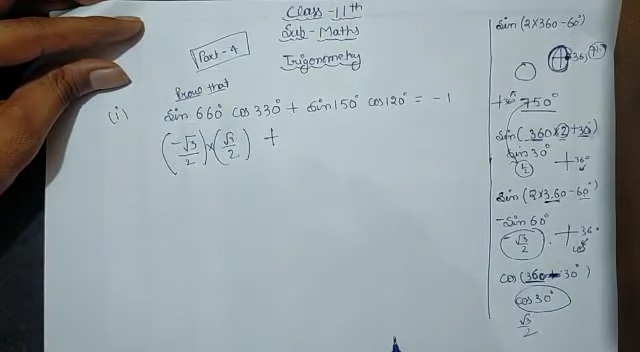 Class - 11th
Sub - Maths
Part - 4
Trigonometry
Prove that
(i) Sin 660° cos 330° + Sin 150° cos 120° = -1
(-√3/2) × (√3/2) +
Sin (2×360 - 60°)
750°
Sin (360×2+30)
Sin 30°
1/2
+360
Sin (2×360 - 60°)
-Sin 60°
-√3/2
+36°
cos (360 - 30°)
cos 30°
√3/2